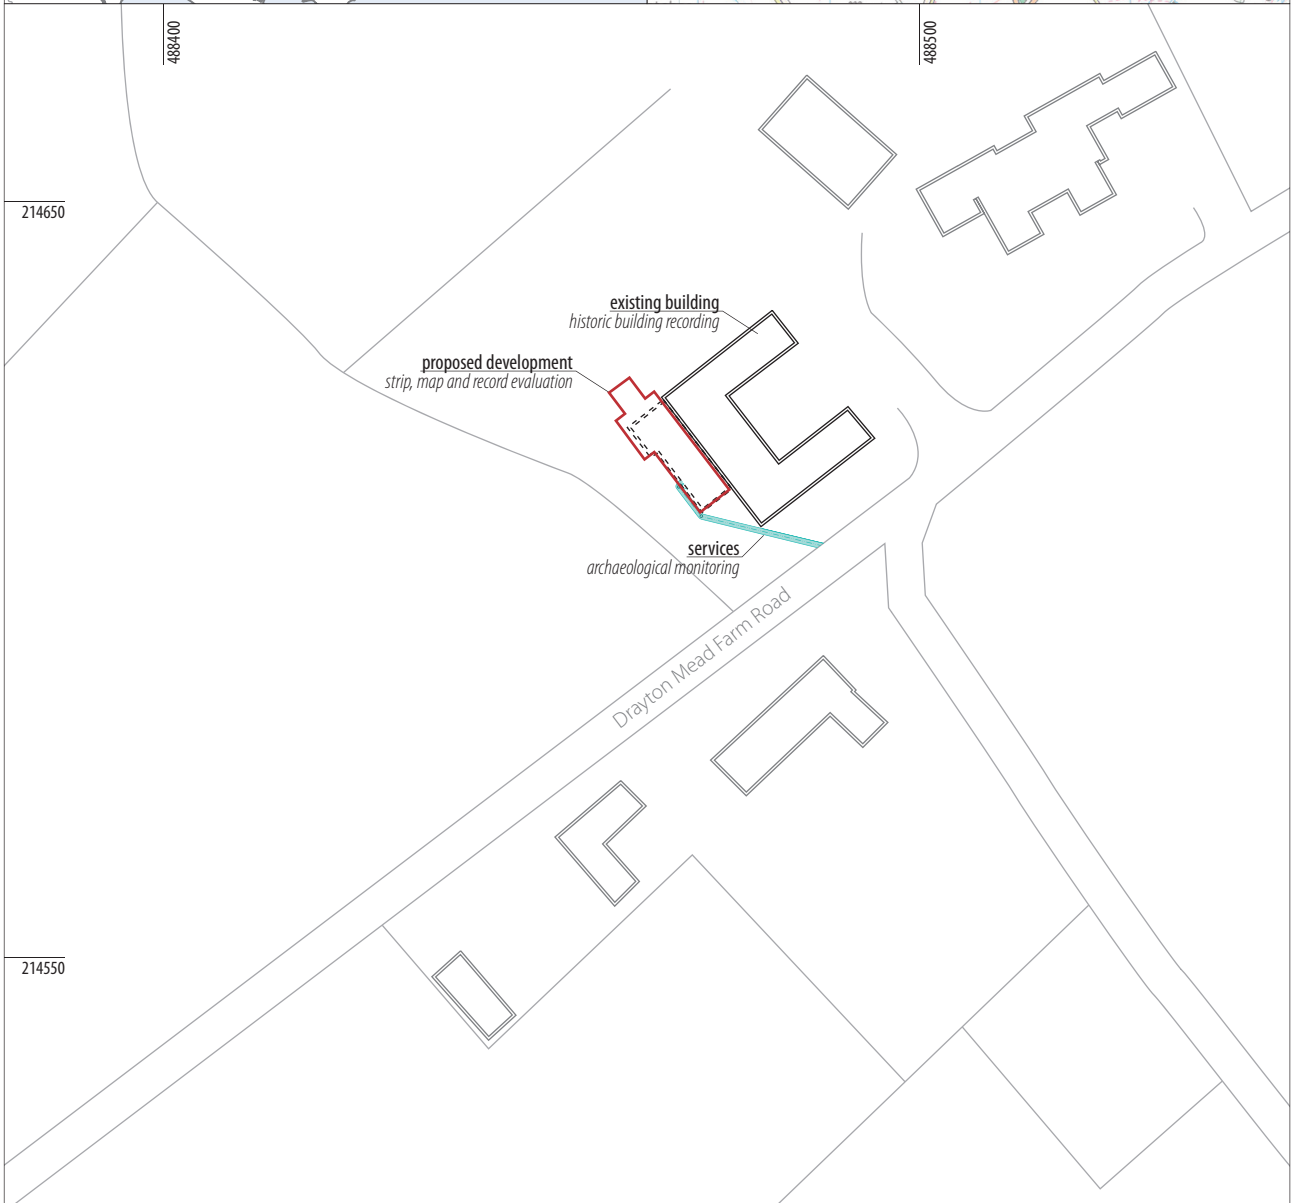 488400
488500
214650
existing building
historic building recording
proposed development
strip, map and record evaluation
services
archaeological monitoring
Drayton Mead Farm Road
214550